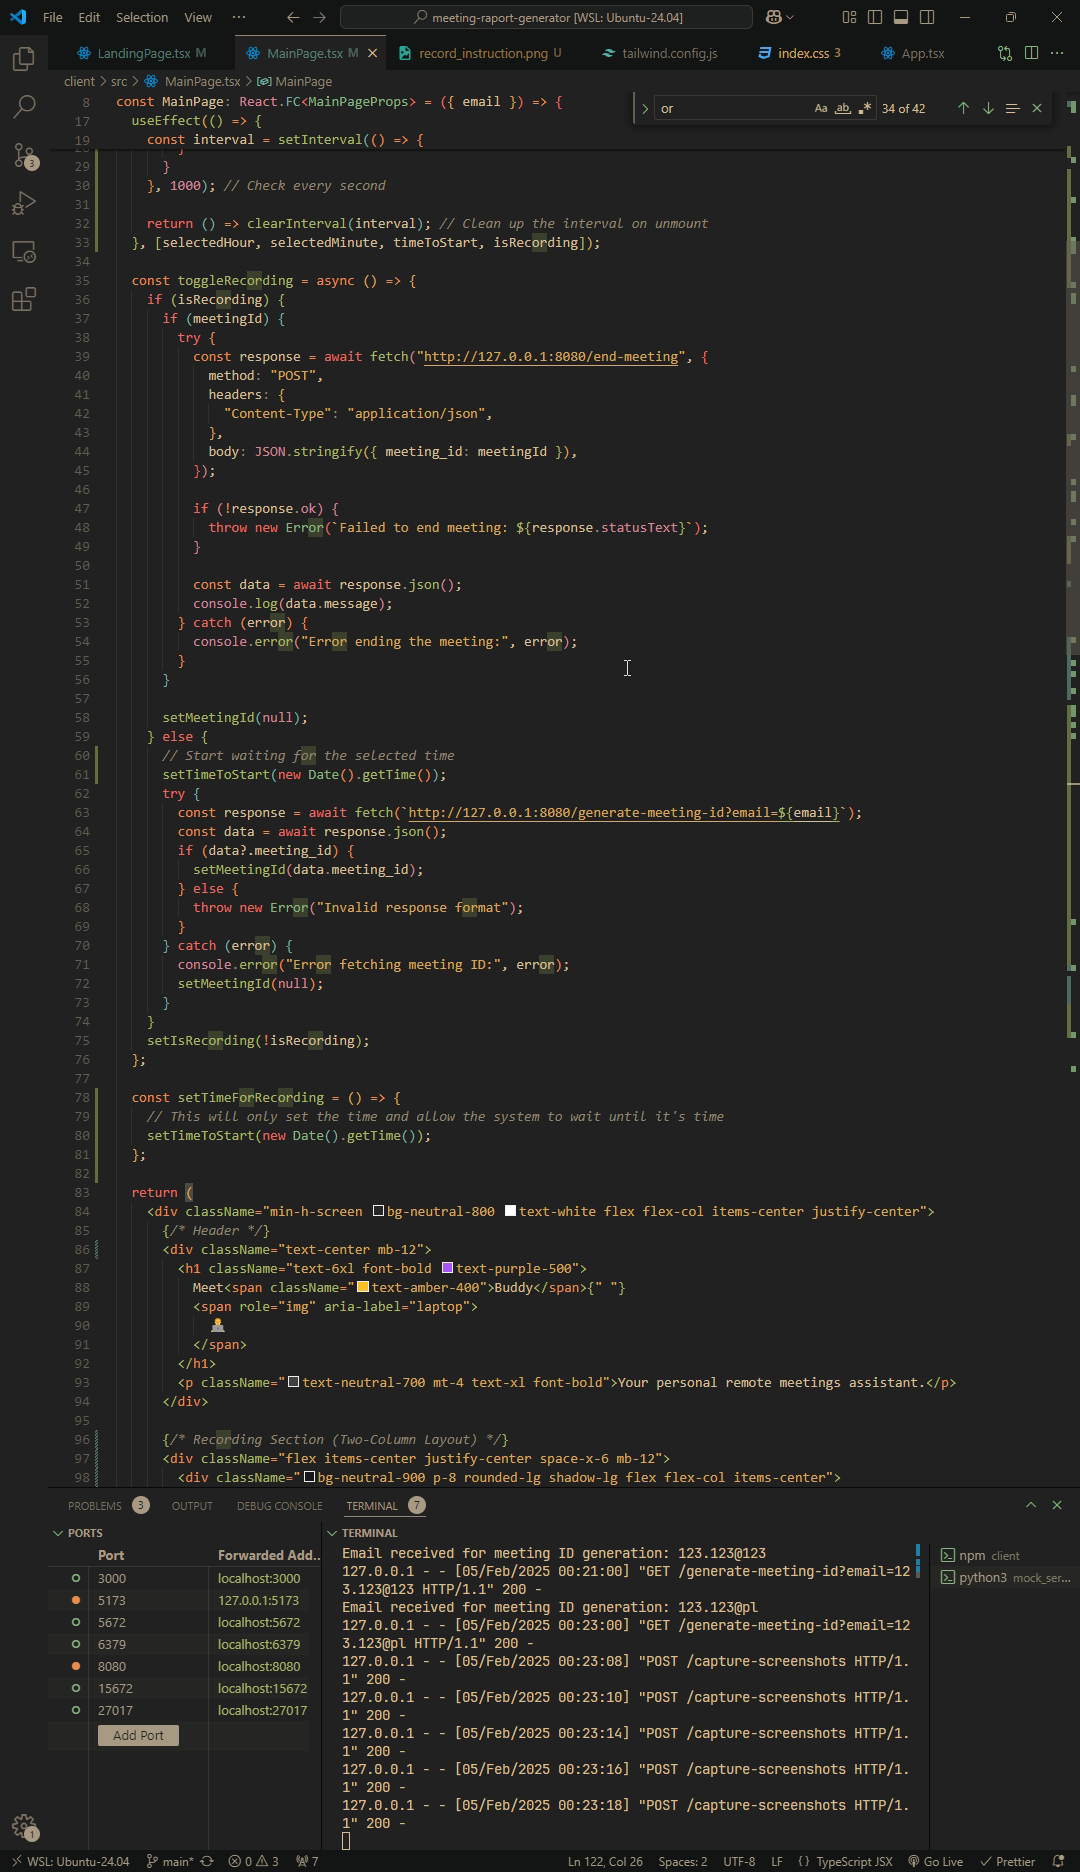 File Edit Selection View ··· meeting-raport-generator [WSL: Ubuntu-24.04]
LandingPage.tsx M MainPage.tsx M record_instruction.png U tailwind.config.js index.css 3 App.tsx
client > src > MainPage.tsx > MainPage
or Aa ab 34 of 42
8 const MainPage: React.FC<MainPageProps> = ({ email }) => {
17 useEffect(() => {
19 const interval = setInterval(() => {
29 }
30 }, 1000); // Check every second
31
32 return () => clearInterval(interval); // Clean up the interval on unmount
33 }, [selectedHour, selectedMinute, timeToStart, isRecording]);
34
35 const toggleRecording = async () => {
36 if (isRecording) {
37 if (meetingId) {
38 try {
39 const response = await fetch("http://127.0.0.1:8080/end-meeting", {
40 method: "POST",
41 headers: {
42 "Content-Type": "application/json",
43 },
44 body: JSON.stringify({ meeting_id: meetingId }),
45 });
46
47 if (!response.ok) {
48 throw new Error(`Failed to end meeting: ${response.statusText}`);
49 }
50
51 const data = await response.json();
52 console.log(data.message);
53 } catch (error) {
54 console.error("Error ending the meeting:", error);
55 }
56 }
57
58 setMeetingId(null);
59 } else {
60 // Start waiting for the selected time
61 setTimeToStart(new Date().getTime());
62 try {
63 const response = await fetch(`http://127.0.0.1:8080/generate-meeting-id?email=${email}`);
64 const data = await response.json();
65 if (data?.meeting_id) {
66 setMeetingId(data.meeting_id);
67 } else {
68 throw new Error("Invalid response format");
69 }
70 } catch (error) {
71 console.error("Error fetching meeting ID:", error);
72 setMeetingId(null);
73 }
74 }
75 setIsRecording(!isRecording);
76 };
77
78 const setTimeForRecording = () => {
79 // This will only set the time and allow the system to wait until it's time
80 setTimeToStart(new Date().getTime());
81 };
82
83 return (
84 <div className="min-h-screen bg-neutral-800 text-white flex flex-col items-center justify-center">
85 {/* Header */}
86 <div className="text-center mb-12">
87 <h1 className="text-6xl font-bold text-purple-500">
88 Meet<span className="text-amber-400">Buddy</span>{" "}
89 <span role="img" aria-label="laptop">
90 🧑‍💻
91 </span>
92 </h1>
93 <p className="text-neutral-700 mt-4 text-xl font-bold">Your personal remote meetings assistant.</p>
94 </div>
95
96 {/* Recording Section (Two-Column Layout) */}
97 <div className="flex items-center justify-center space-x-6 mb-12">
98 <div className="bg-neutral-900 p-8 rounded-lg shadow-lg flex flex-col items-center">
PROBLEMS 3 OUTPUT DEBUG CONSOLE TERMINAL 7
PORTS
Port Forwarded Add...
3000 localhost:3000
5173 127.0.0.1:5173
5672 localhost:5672
6379 localhost:6379
8080 localhost:8080
15672 localhost:15672
27017 localhost:27017
Add Port
TERMINAL
Email received for meeting ID generation: 123.123@123
127.0.0.1 - - [05/Feb/2025 00:21:00] "GET /generate-meeting-id?email=12
3.123@123 HTTP/1.1" 200 -
Email received for meeting ID generation: 123.123@pl
127.0.0.1 - - [05/Feb/2025 00:23:00] "GET /generate-meeting-id?email=12
3.123@pl HTTP/1.1" 200 -
127.0.0.1 - - [05/Feb/2025 00:23:08] "POST /capture-screenshots HTTP/1.
1" 200 -
127.0.0.1 - - [05/Feb/2025 00:23:10] "POST /capture-screenshots HTTP/1.
1" 200 -
127.0.0.1 - - [05/Feb/2025 00:23:14] "POST /capture-screenshots HTTP/1.
1" 200 -
127.0.0.1 - - [05/Feb/2025 00:23:16] "POST /capture-screenshots HTTP/1.
1" 200 -
127.0.0.1 - - [05/Feb/2025 00:23:18] "POST /capture-screenshots HTTP/1.
1" 200 -
npm client
python3 mock_ser...
3
1
WSL: Ubuntu-24.04 main* 0 3 7 Ln 122, Col 26 Spaces: 2 UTF-8 LF {} TypeScript JSX Go Live Prettier